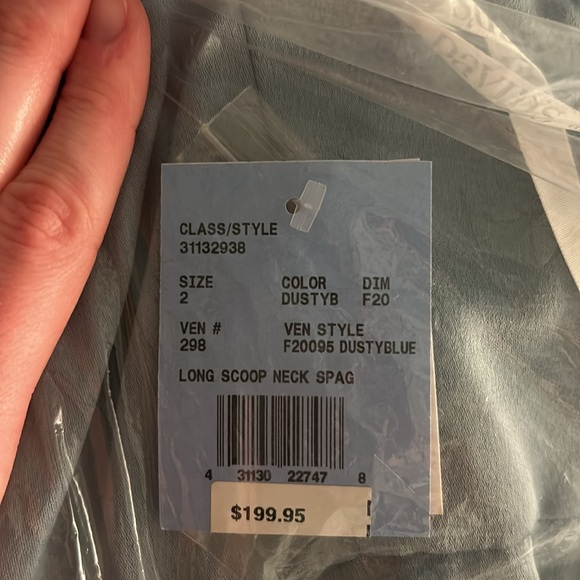 CLASS/STYLE
31132938
SIZE COLOR DIM
2 DUSTYB F20
VEN # VEN STYLE
298 F20095 DUSTYBLUE
LONG SCOOP NECK SPAG
4 31130 22747 8
$199.95